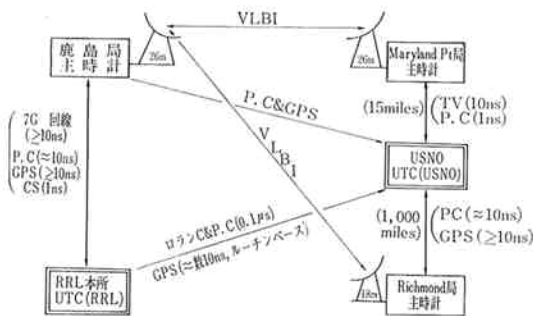 VLBI
鹿島局
主時計
26m
26m
Maryland Pt局
主時計
P.C&GPS
(15miles)
TV(10ns)
P.C(1ns)
7G 回線
(≥10ns)
P.C(≈10ns)
GPS(≥10ns)
CS(1ns)
VLBI
USNO
UTC(USNO)
ロランC&P.C(0.1μs)
GPS(≈数10ns,ルーチンベース)
(1,000
miles)
PC(≈10ns)
GPS(≥10ns)
RRL本所
UTC(RRL)
18m
Richmond局
主時計